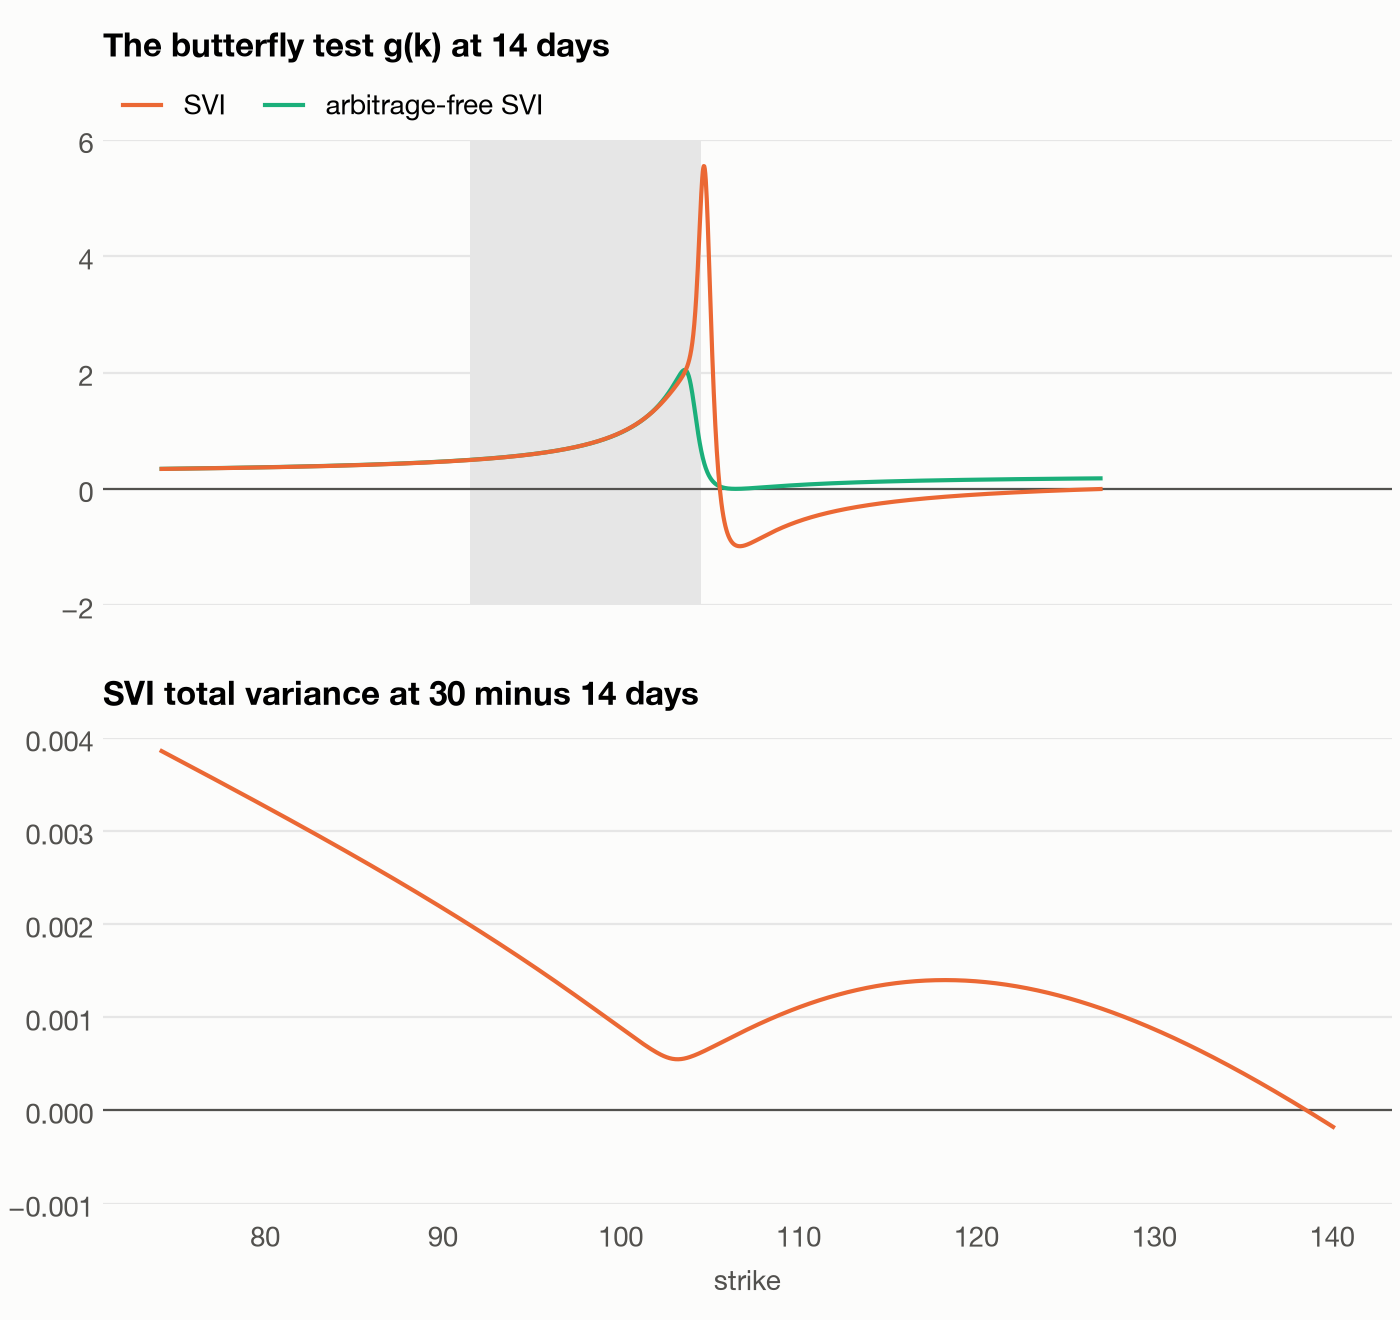 The butterfly test g(k) at 14 days
SVI arbitrage-free SVI
6
4
2
0
−2
SVI total variance at 30 minus 14 days
0.004
0.003
0.002
0.001
0.000
−0.001
80 90 100 110 120 130 140
strike